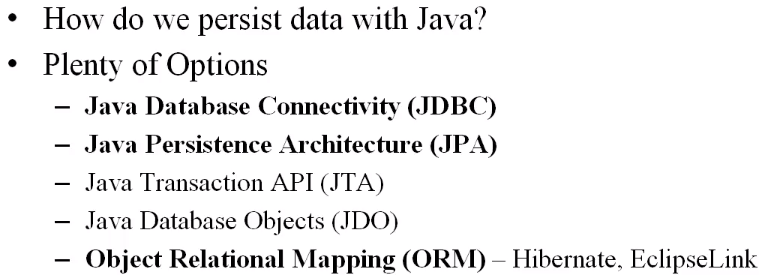 • How do we persist data with Java?
• Plenty of Options
– Java Database Connectivity (JDBC)
– Java Persistence Architecture (JPA)
– Java Transaction API (JTA)
– Java Database Objects (JDO)
– Object Relational Mapping (ORM) – Hibernate, EclipseLink